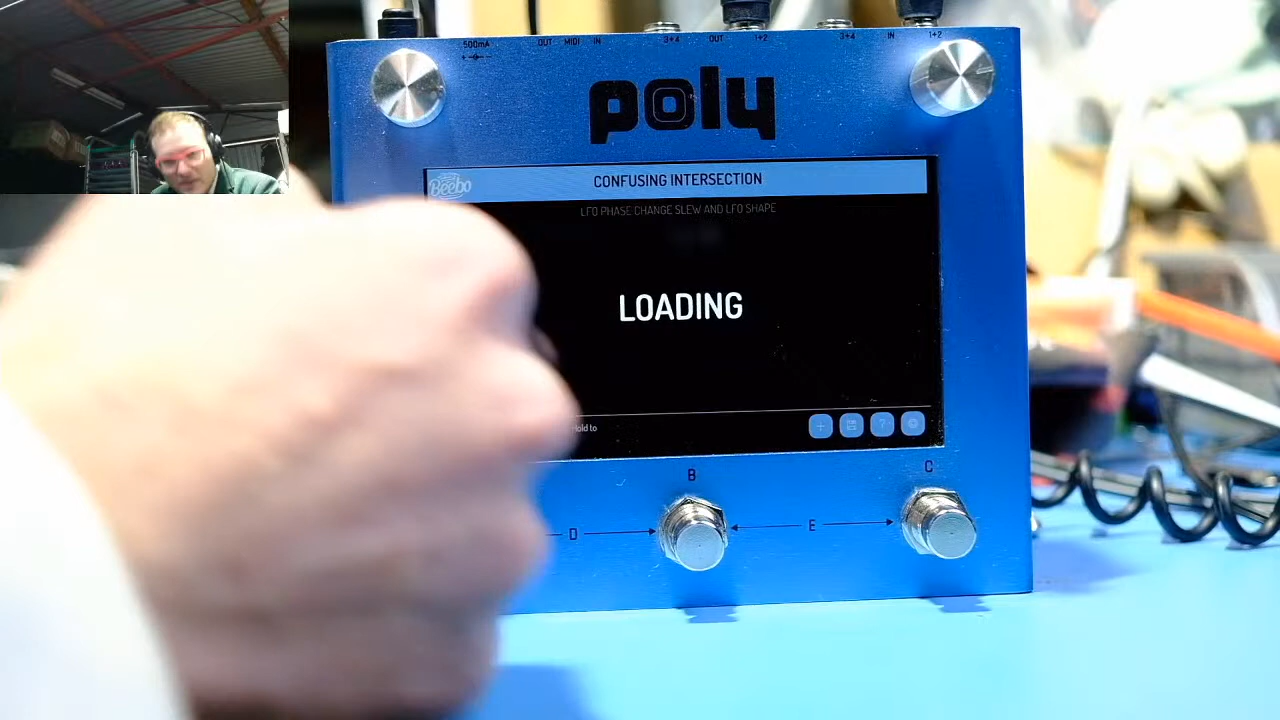 500mA
OUT MIDI IN
3+4 OUT 1+2
3+4 IN 1+2
poly
Beebo
CONFUSING INTERSECTION
LFO PHASE CHANGE SLEW AND LFO SHAPE
LOADING
Hold to
+
?
B
C
D
E